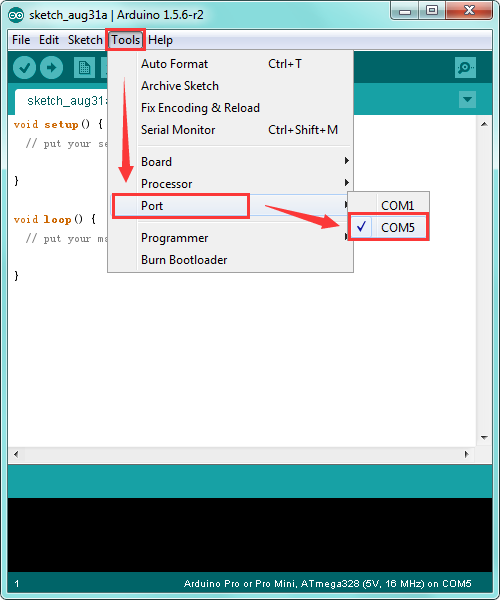 sketch_aug31a | Arduino 1.5.6-r2
File Edit Sketch Tools Help
Auto Format Ctrl+T
Archive Sketch
Fix Encoding & Reload
Serial Monitor Ctrl+Shift+M
Board
Processor
Port
Programmer
Burn Bootloader
COM1
COM5
sketch_aug31a
void setup() {
// put your se
}
void loop() {
// put your ma
}
1 Arduino Pro or Pro Mini, ATmega328 (5V, 16 MHz) on COM5